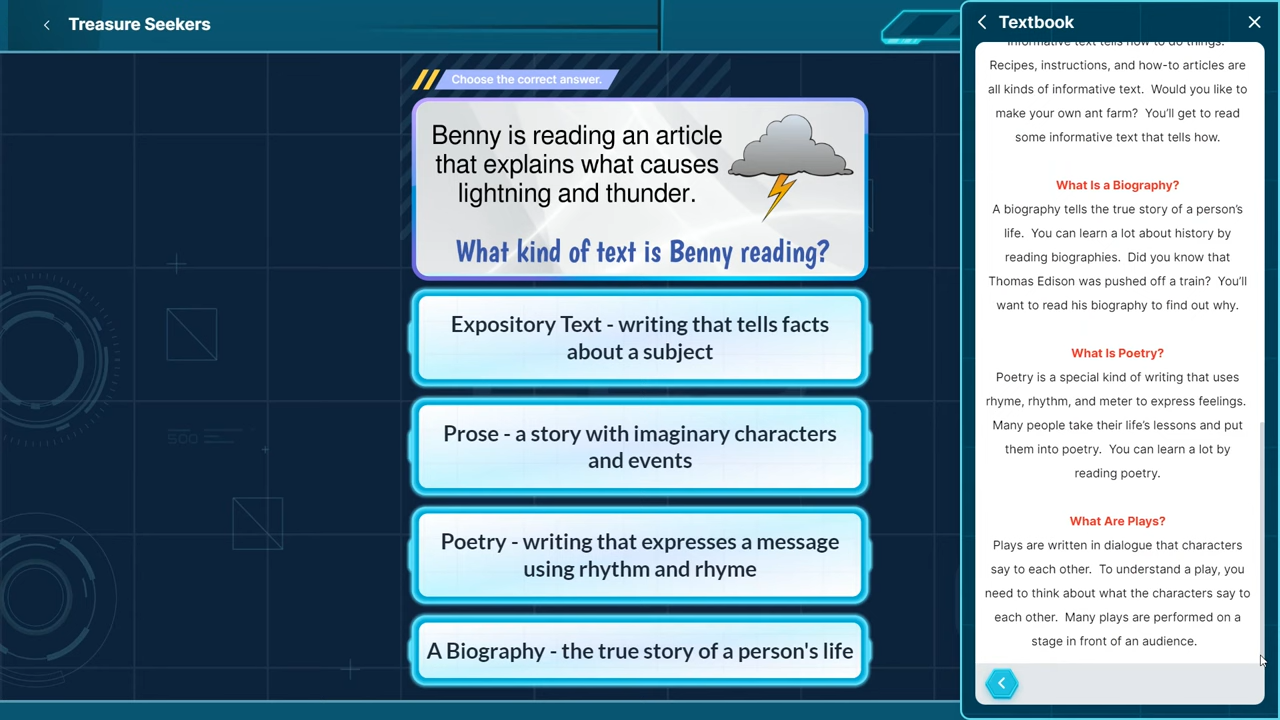 Treasure Seekers
Choose the correct answer.
Benny is reading an article
that explains what causes
lightning and thunder.
What kind of text is Benny reading?
Expository Text - writing that tells facts
about a subject
Prose - a story with imaginary characters
and events
Poetry - writing that expresses a message
using rhythm and rhyme
A Biography - the true story of a person's life
500
Textbook
Informative text tells how to do things.
Recipes, instructions, and how-to articles are
all kinds of informative text.  Would you like to
make your own ant farm?  You'll get to read
some informative text that tells how.
What Is a Biography?
A biography tells the true story of a person's
life.  You can learn a lot about history by
reading biographies.  Did you know that
Thomas Edison was pushed off a train?  You'll
want to read his biography to find out why.
What Is Poetry?
Poetry is a special kind of writing that uses
rhyme, rhythm, and meter to express feelings.
Many people take their life's lessons and put
them into poetry.  You can learn a lot by
reading poetry.
What Are Plays?
Plays are written in dialogue that characters
say to each other.  To understand a play, you
need to think about what the characters say to
each other.  Many plays are performed on a
stage in front of an audience.